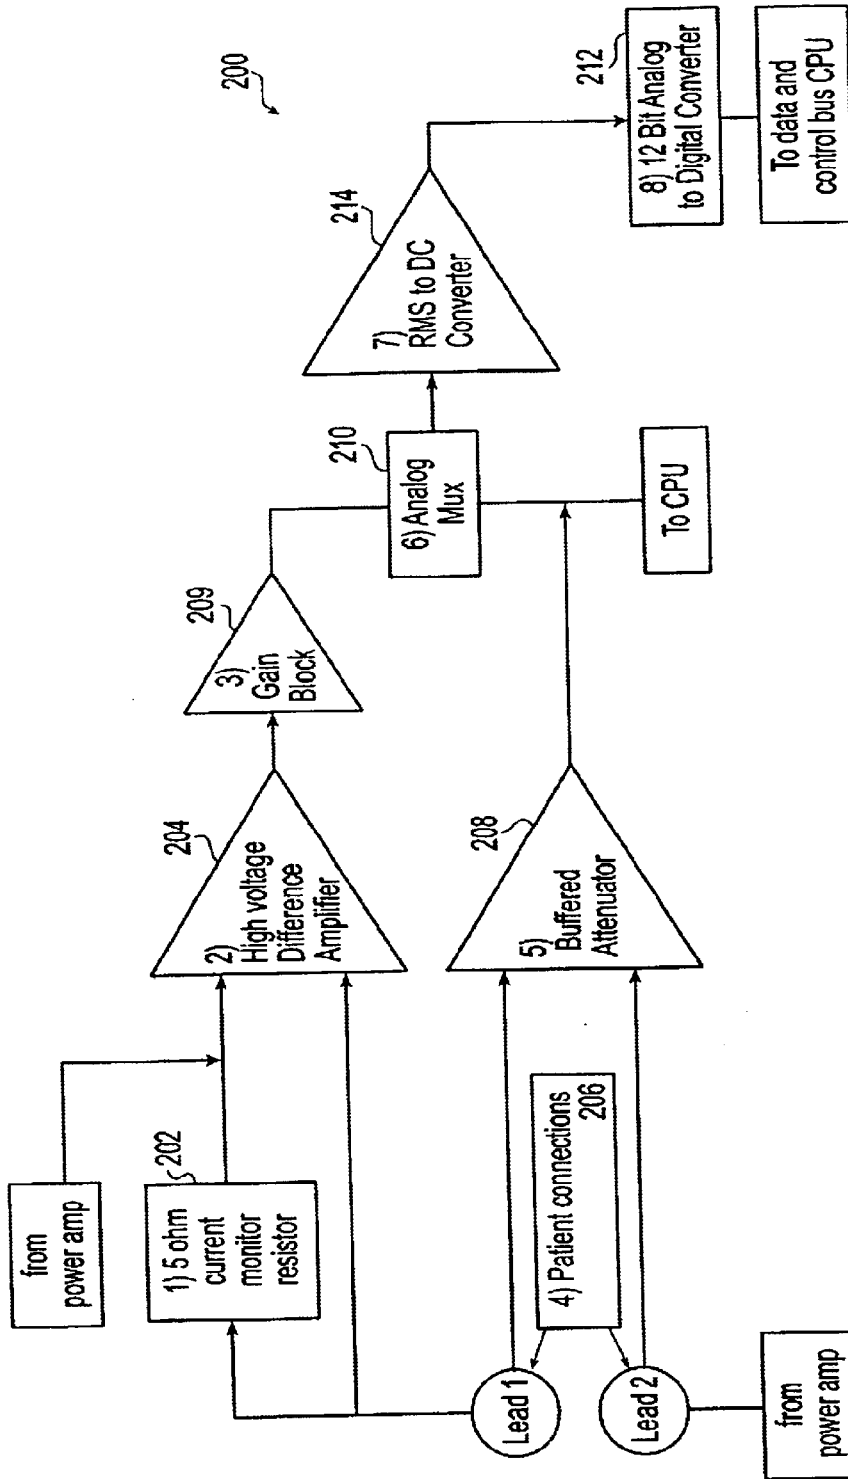 200
from
power amp
202
1) 5 ohm
current
monitor
resistor
204
2)
High voltage
Difference
Amplifier
209
3)
Gain
Block
210
6) Analog
Mux
214
7)
RMS to DC
Converter
212
8) 12 Bit Analog
to Digital Converter
To data and
control bus CPU
Lead 1
Lead 2
4) Patient connections
206
208
5)
Buffered
Attenuator
To CPU
from
power amp